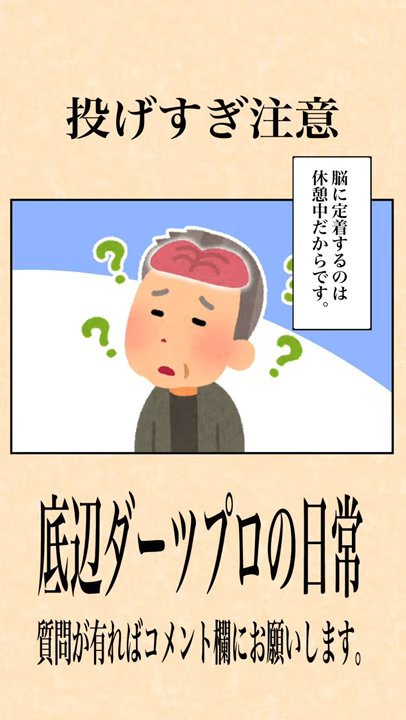 投げすぎ注意
脳に定着するのは
休憩中だからです。
底辺ダーツプロの日常
質問が有ればコメント欄にお願いします。